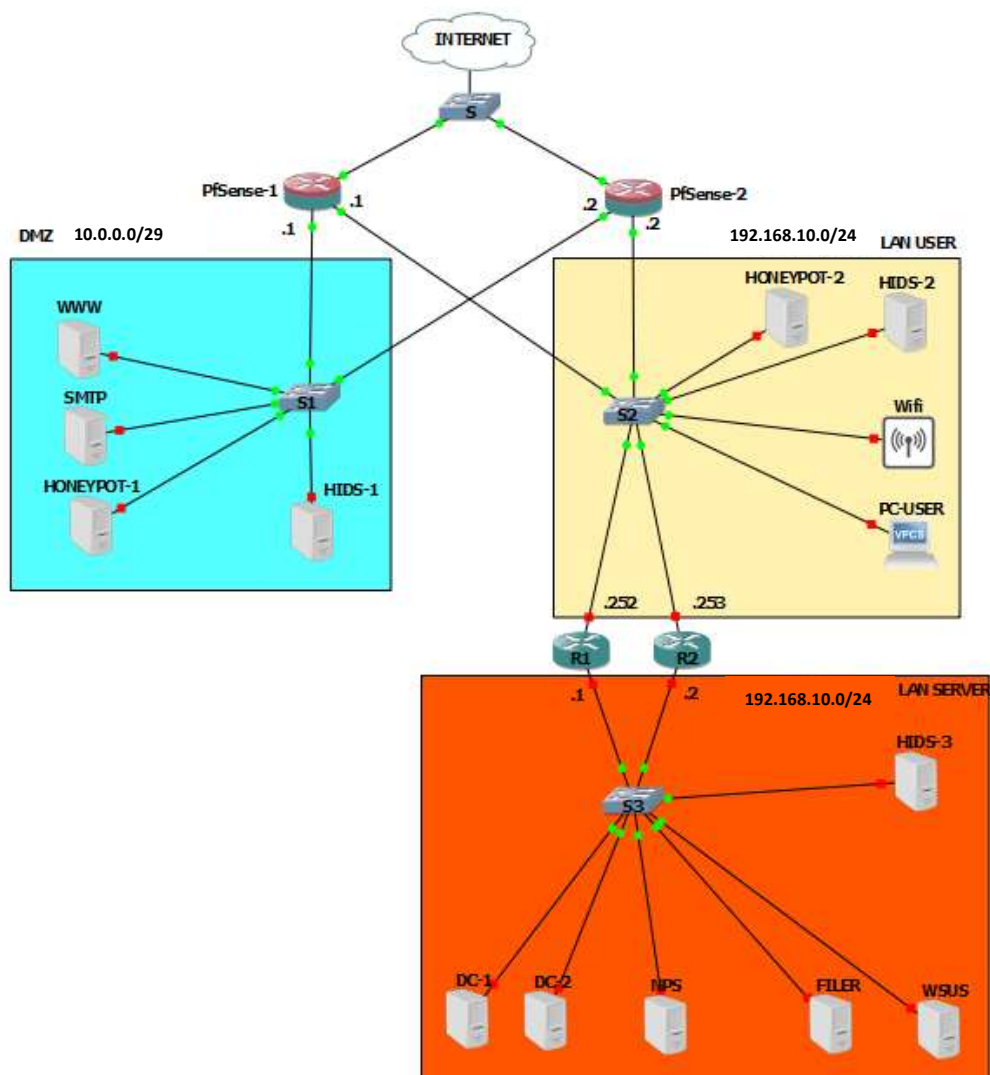 INTERNET
S
PfSense-1
.1
.1
.2
.2
PfSense-2
DMZ 10.0.0.0/29
192.168.10.0/24
LAN USER
WWW
SMTP
HONEYPOT-1
S1
HIDS-1
HONEYPOT-2
HIDS-2
S2
Wifi
PC-USER
VPCS
.252
.253
R1
R2
.1
.2
192.168.10.0/24
LAN SERVER
HIDS-3
S3
DC-1
DC-2
NPS
FILER
WSUS